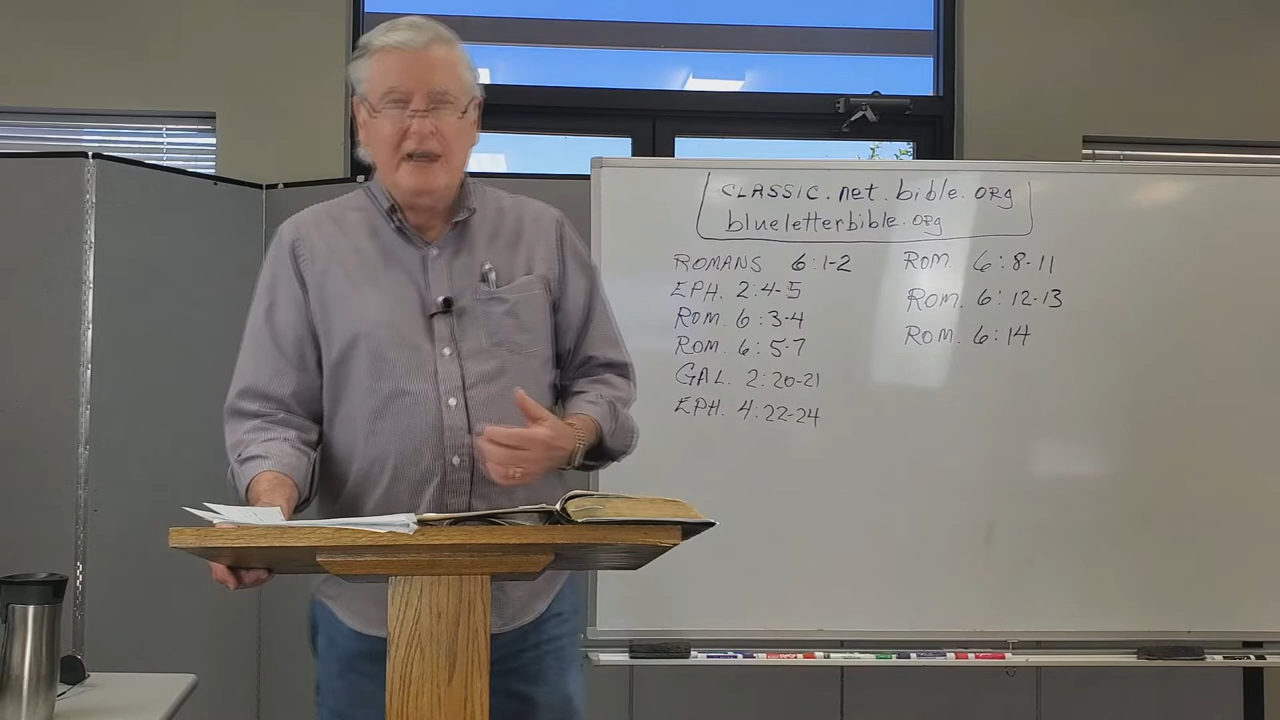 CLASSIC.net.bible.ORG
blueletterbible.ORg
ROMANS 6:1-2
EPH. 2:4-5
ROM. 6:3-4
ROM. 6:5-7
GAL. 2:20-21
EPH. 4:22-24
ROM. 6:8-11
ROM. 6:12-13
ROM. 6:14